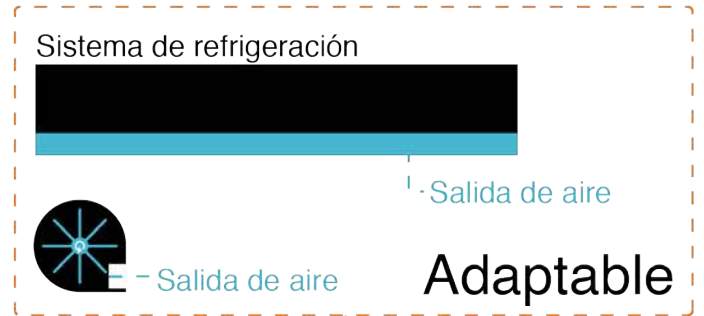 Sistema de refrigeración
Salida de aire
Salida de aire
Adaptable